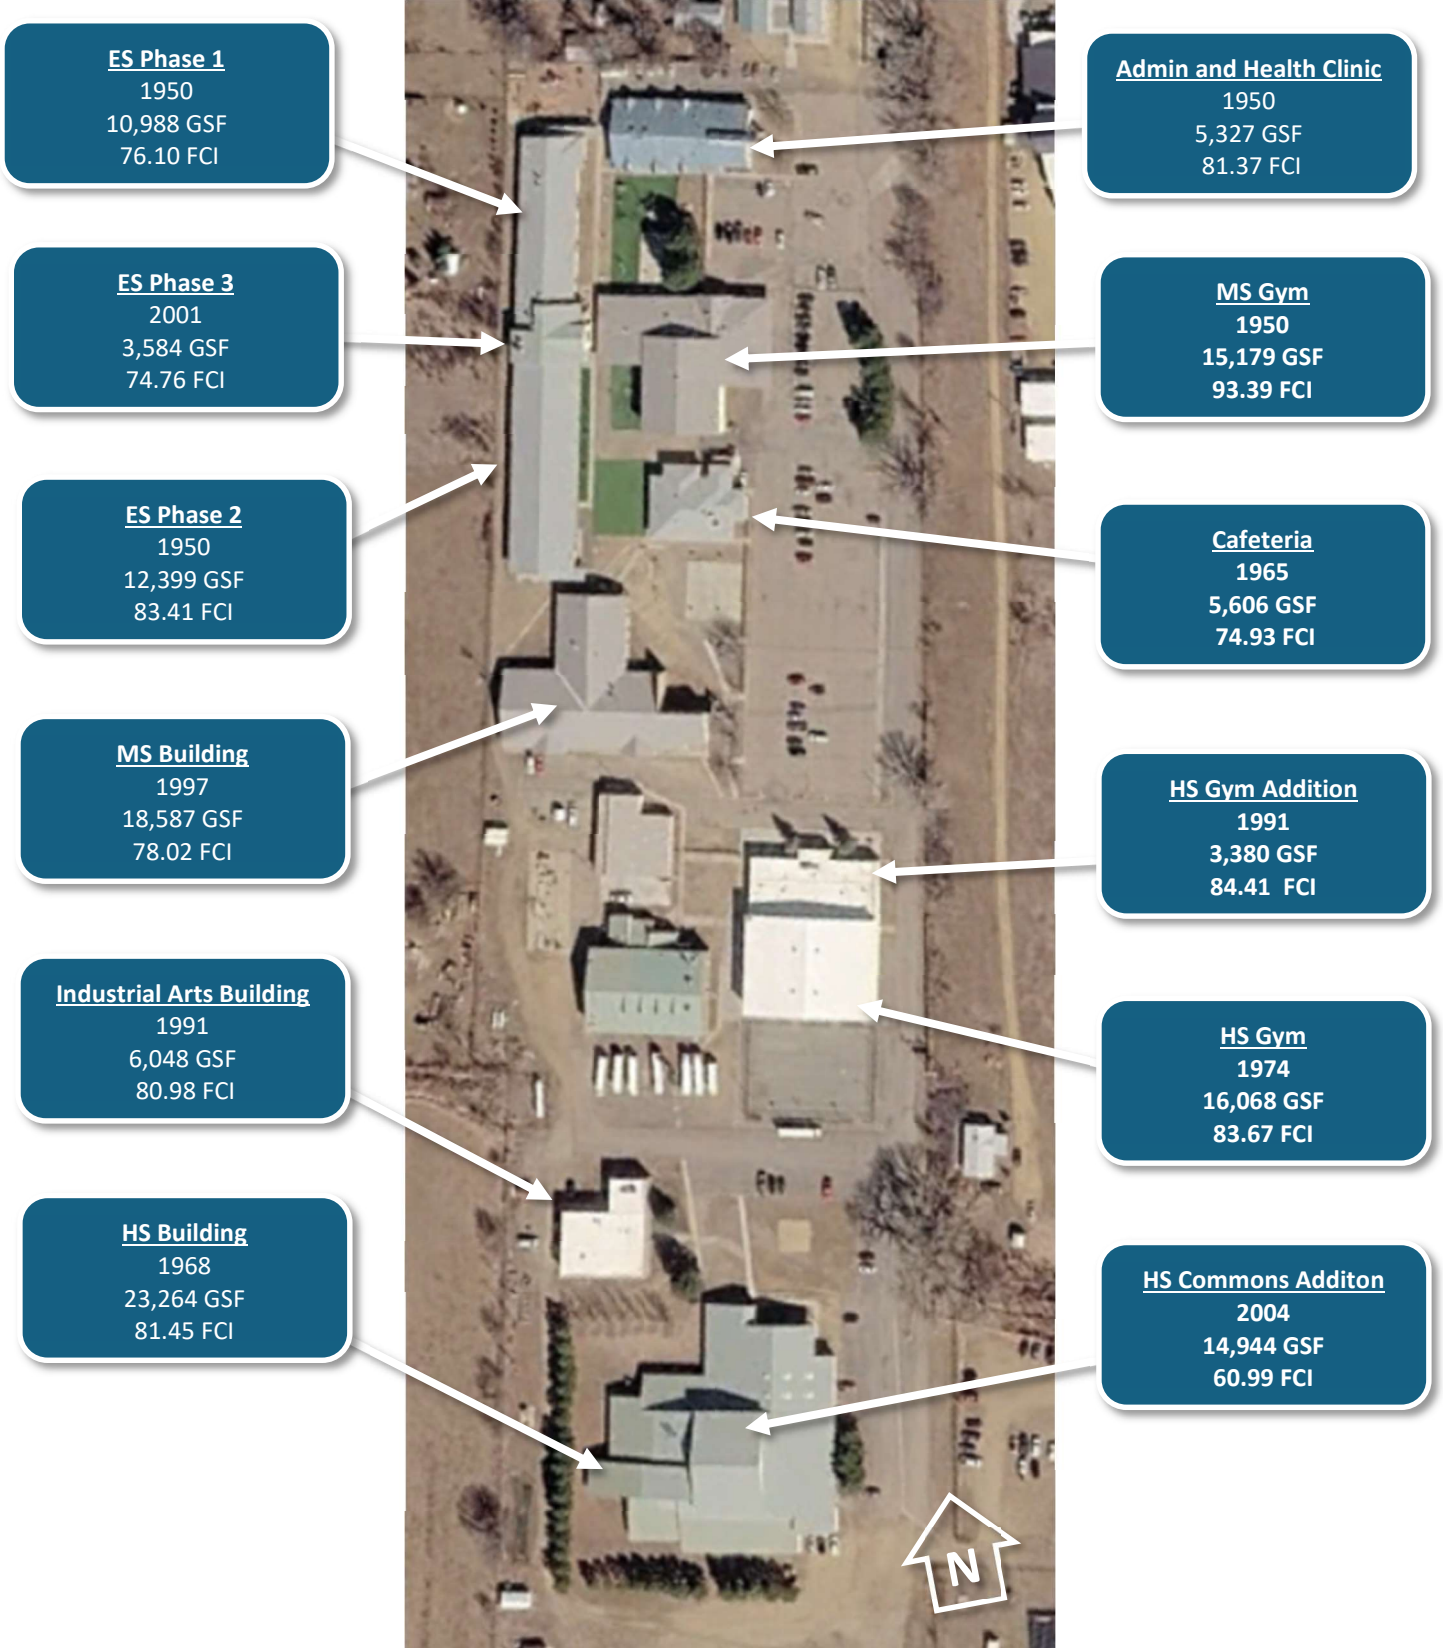 ES Phase 1
1950
10,988 GSF
76.10 FCI
ES Phase 3
2001
3,584 GSF
74.76 FCI
ES Phase 2
1950
12,399 GSF
83.41 FCI
MS Building
1997
18,587 GSF
78.02 FCI
Industrial Arts Building
1991
6,048 GSF
80.98 FCI
HS Building
1968
23,264 GSF
81.45 FCI
Admin and Health Clinic
1950
5,327 GSF
81.37 FCI
MS Gym
1950
15,179 GSF
93.39 FCI
Cafeteria
1965
5,606 GSF
74.93 FCI
HS Gym Addition
1991
3,380 GSF
84.41 FCI
HS Gym
1974
16,068 GSF
83.67 FCI
HS Commons Additon
2004
14,944 GSF
60.99 FCI
N